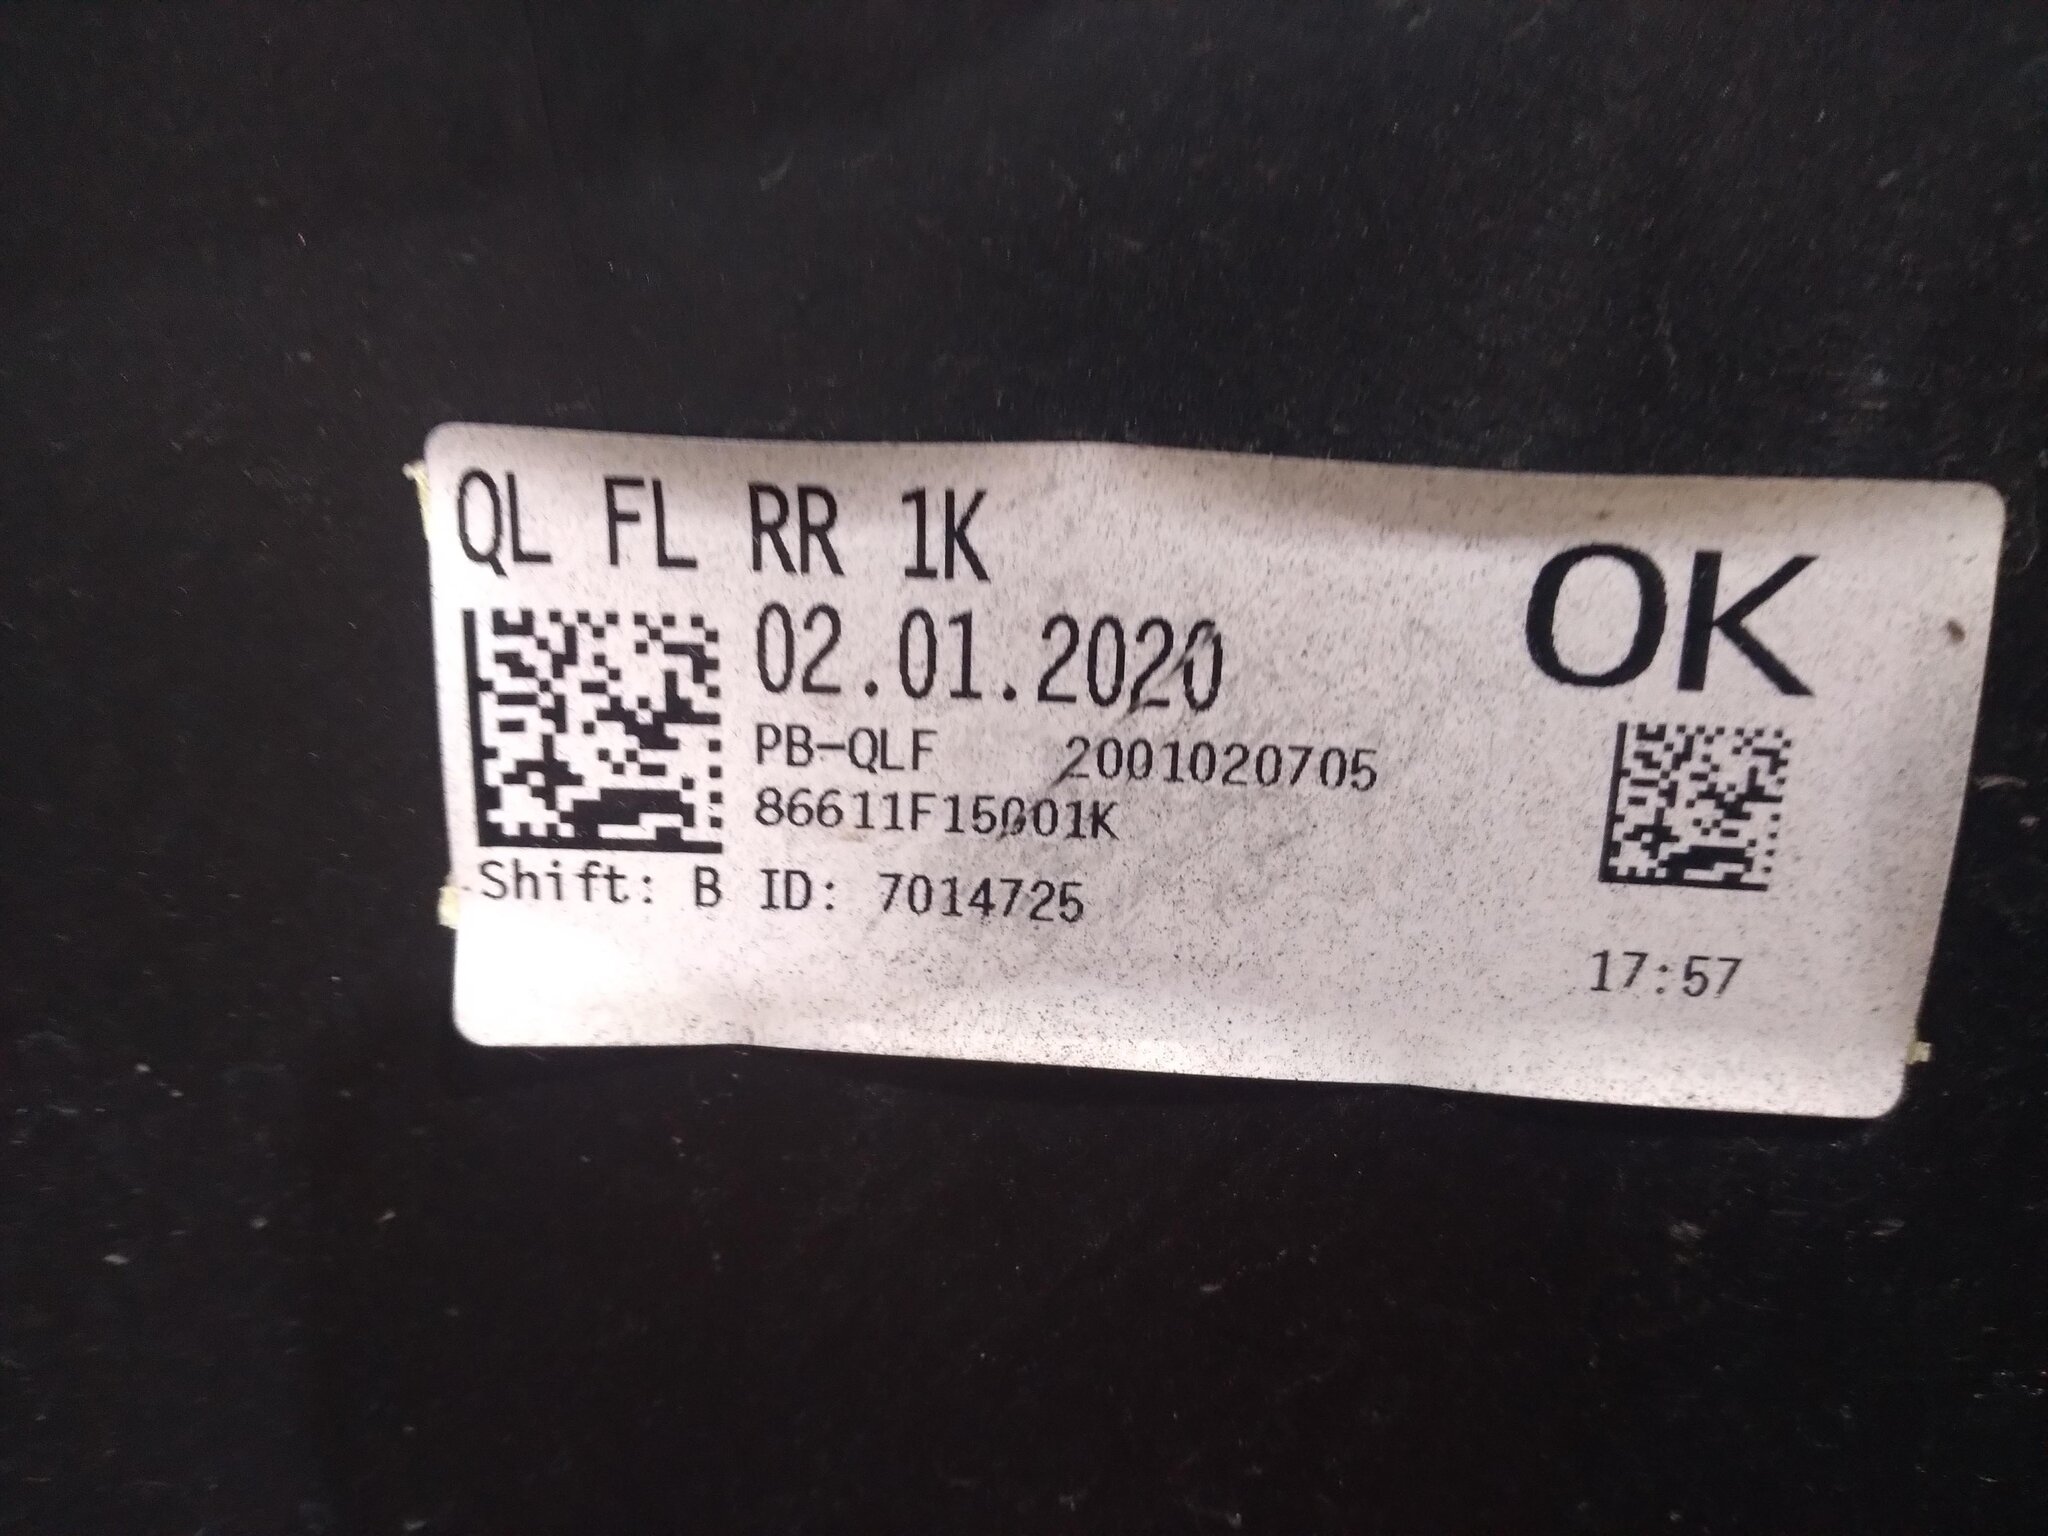 QL FL RR 1K
OK
02.01.2020
PB-QLF 2001020705
86611F15001K
Shift: B ID: 7014725
17:57